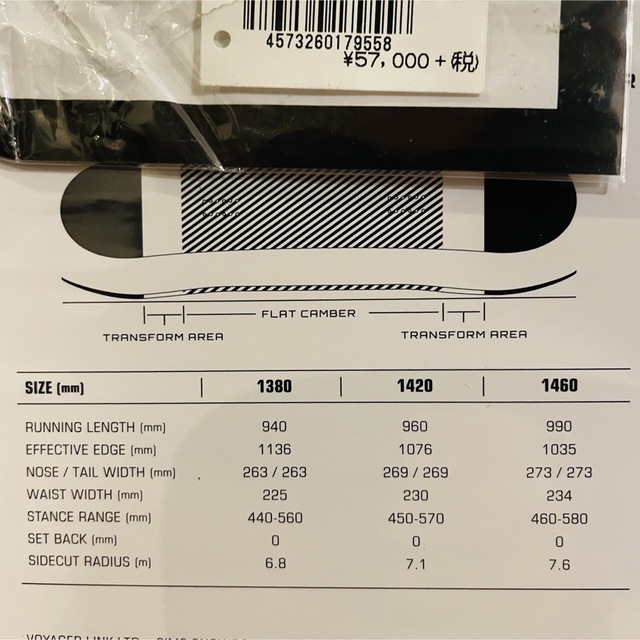 4573260179558
¥57,000+(税)
FLAT CAMBER
TRANSFORM AREA TRANSFORM AREA
SIZE (mm) 1380 1420 1460
RUNNING LENGTH (mm) 940 960 990
EFFECTIVE EDGE (mm) 1136 1076 1035
NOSE / TAIL WIDTH (mm) 263 / 263 269 / 269 273 / 273
WAIST WIDTH (mm) 225 230 234
STANCE RANGE (mm) 440-560 450-570 460-580
SET BACK (mm) 0 0 0
SIDECUT RADIUS (m) 6.8 7.1 7.6
VOYAGER LINK LTD